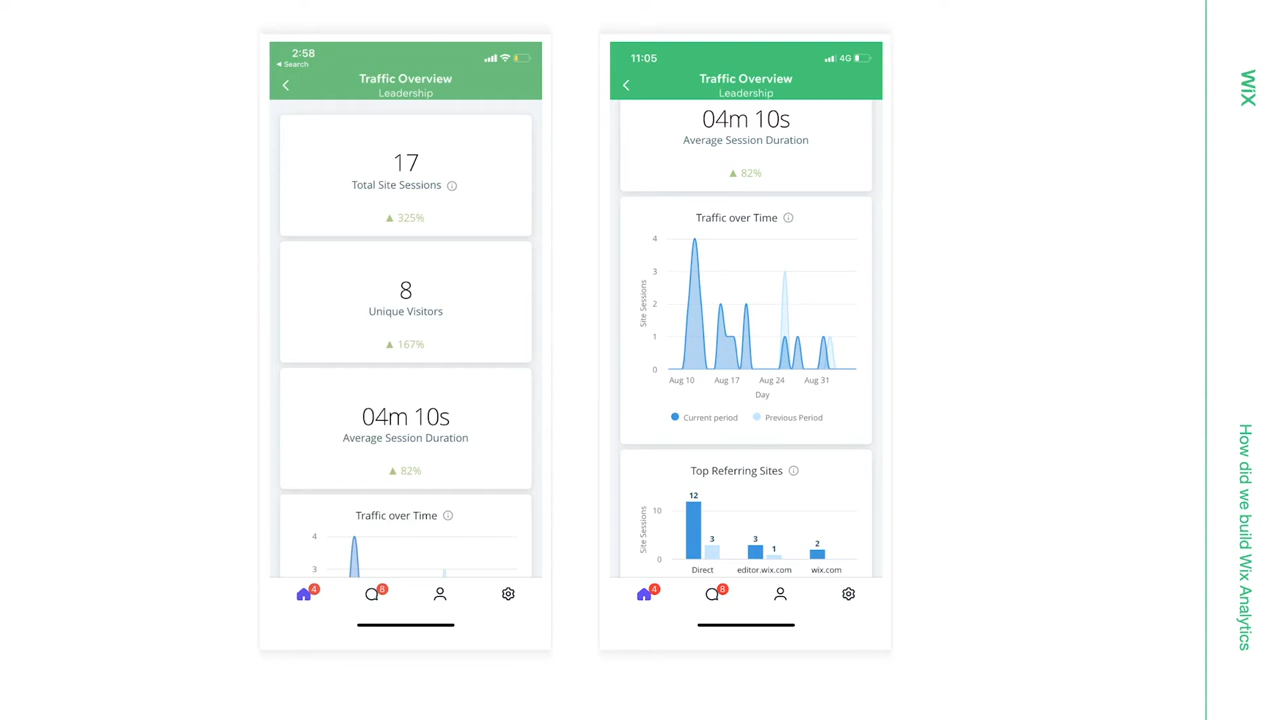 2:58
Search
Traffic Overview
Leadership
17
Total Site Sessions
325%
8
Unique Visitors
167%
04m 10s
Average Session Duration
82%
Traffic over Time
4
3
4
8
11:05
4G
Traffic Overview
Leadership
04m 10s
Average Session Duration
82%
Traffic over Time
4
3
2
1
0
Site Sessions
Aug 10 Aug 17 Aug 24 Aug 31
Day
Current period Previous Period
Top Referring Sites
10
0
Site Sessions
12
3
3
1
2
Direct editor.wix.com wix.com
4
8
WiX
How did we build Wix Analytics